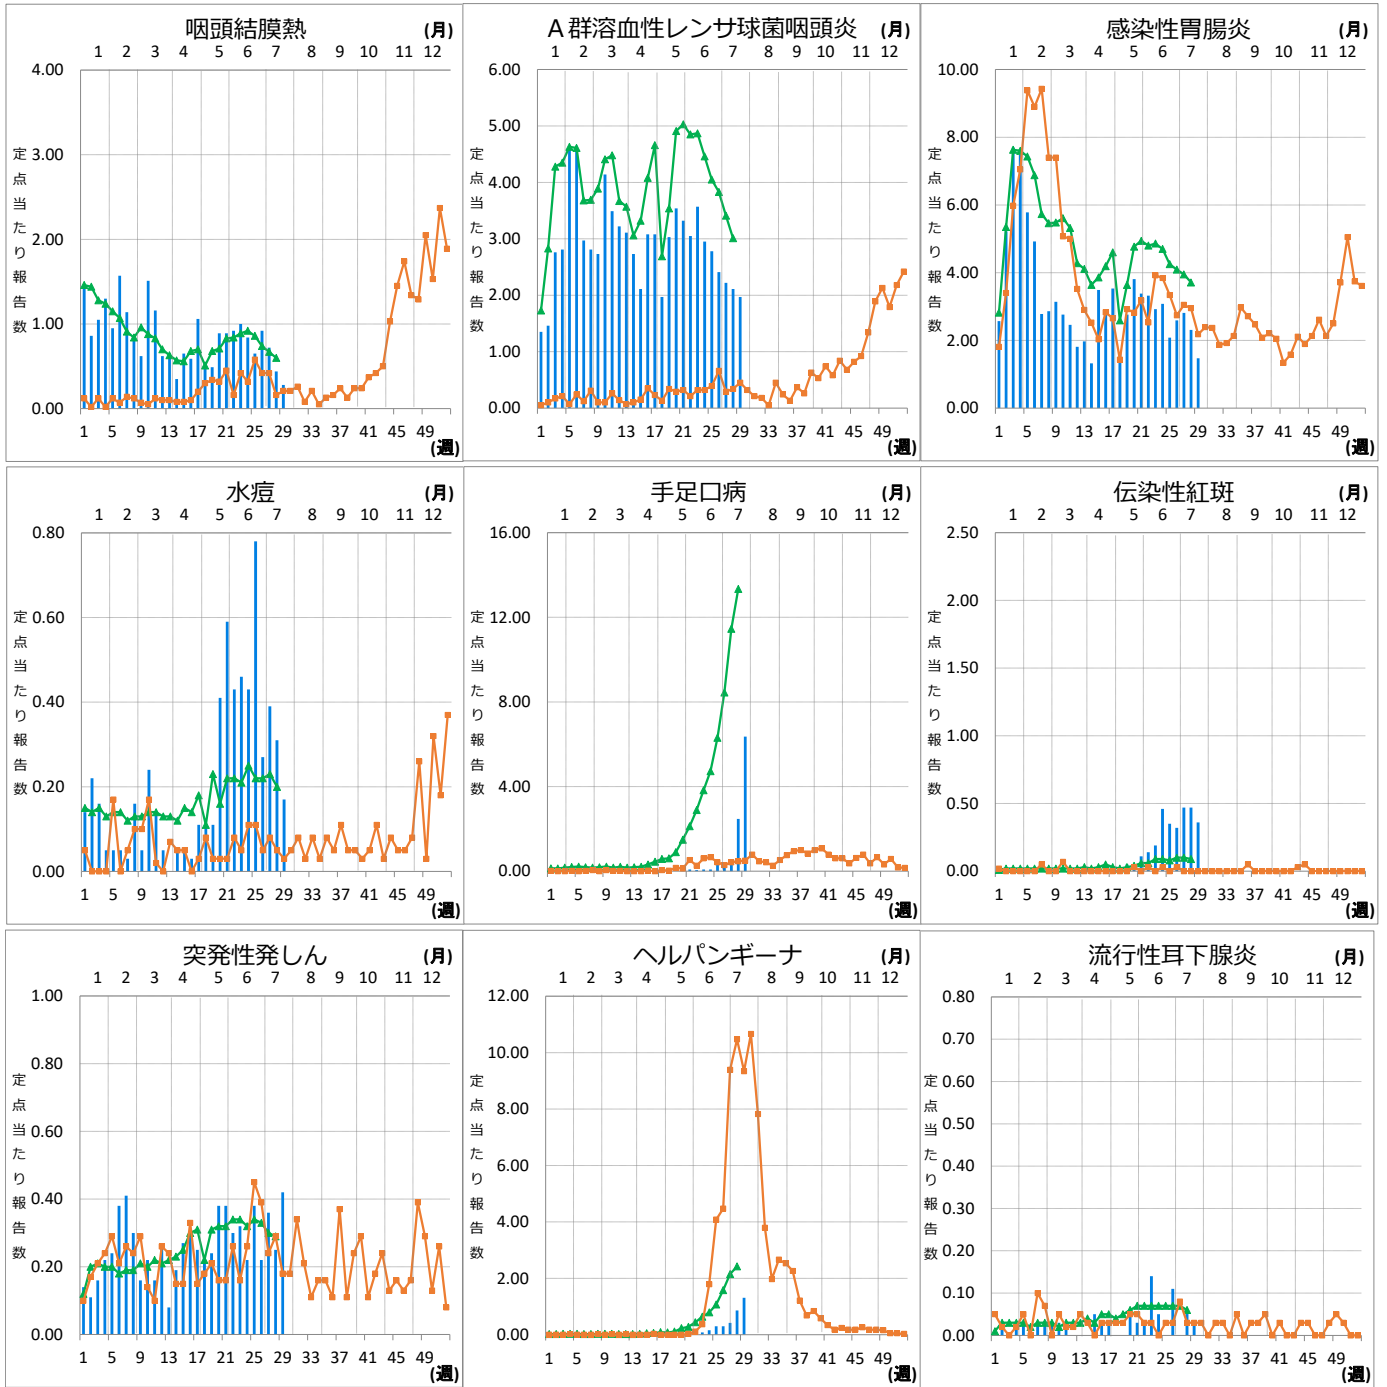 咽頭結膜熱 (月)
1 2 3 4 5 6 7 8 9 10 11 12
4.00
3.00
2.00
1.00
0.00
定点当たり報告数
1 5 9 13 17 21 25 29 33 37 41 45 49
(週)
A群溶血性レンサ球菌咽頭炎 (月)
1 2 3 4 5 6 7 8 9 10 11 12
6.00
5.00
4.00
3.00
2.00
1.00
0.00
定点当たり報告数
1 5 9 13 17 21 25 29 33 37 41 45 49
(週)
感染性胃腸炎 (月)
1 2 3 4 5 6 7 8 9 10 11 12
10.00
8.00
6.00
4.00
2.00
0.00
定点当たり報告数
1 5 9 13 17 21 25 29 33 37 41 45 49
(週)
水痘 (月)
1 2 3 4 5 6 7 8 9 10 11 12
0.80
0.60
0.40
0.20
0.00
定点当たり報告数
1 5 9 13 17 21 25 29 33 37 41 45 49
(週)
手足口病 (月)
1 2 3 4 5 6 7 8 9 10 11 12
16.00
12.00
8.00
4.00
0.00
定点当たり報告数
1 5 9 13 17 21 25 29 33 37 41 45 49
(週)
伝染性紅斑 (月)
1 2 3 4 5 6 7 8 9 10 11 12
2.50
2.00
1.50
1.00
0.50
0.00
定点当たり報告数
1 5 9 13 17 21 25 29 33 37 41 45 49
(週)
突発性発しん (月)
1 2 3 4 5 6 7 8 9 10 11 12
1.00
0.80
0.60
0.40
0.20
0.00
定点当たり報告数
1 5 9 13 17 21 25 29 33 37 41 45 49
(週)
ヘルパンギーナ (月)
1 2 3 4 5 6 7 8 9 10 11 12
12.00
10.00
8.00
6.00
4.00
2.00
0.00
定点当たり報告数
1 5 9 13 17 21 25 29 33 37 41 45 49
(週)
流行性耳下腺炎 (月)
1 2 3 4 5 6 7 8 9 10 11 12
0.80
0.70
0.60
0.50
0.40
0.30
0.20
0.10
0.00
定点当たり報告数
1 5 9 13 17 21 25 29 33 37 41 45 49
(週)